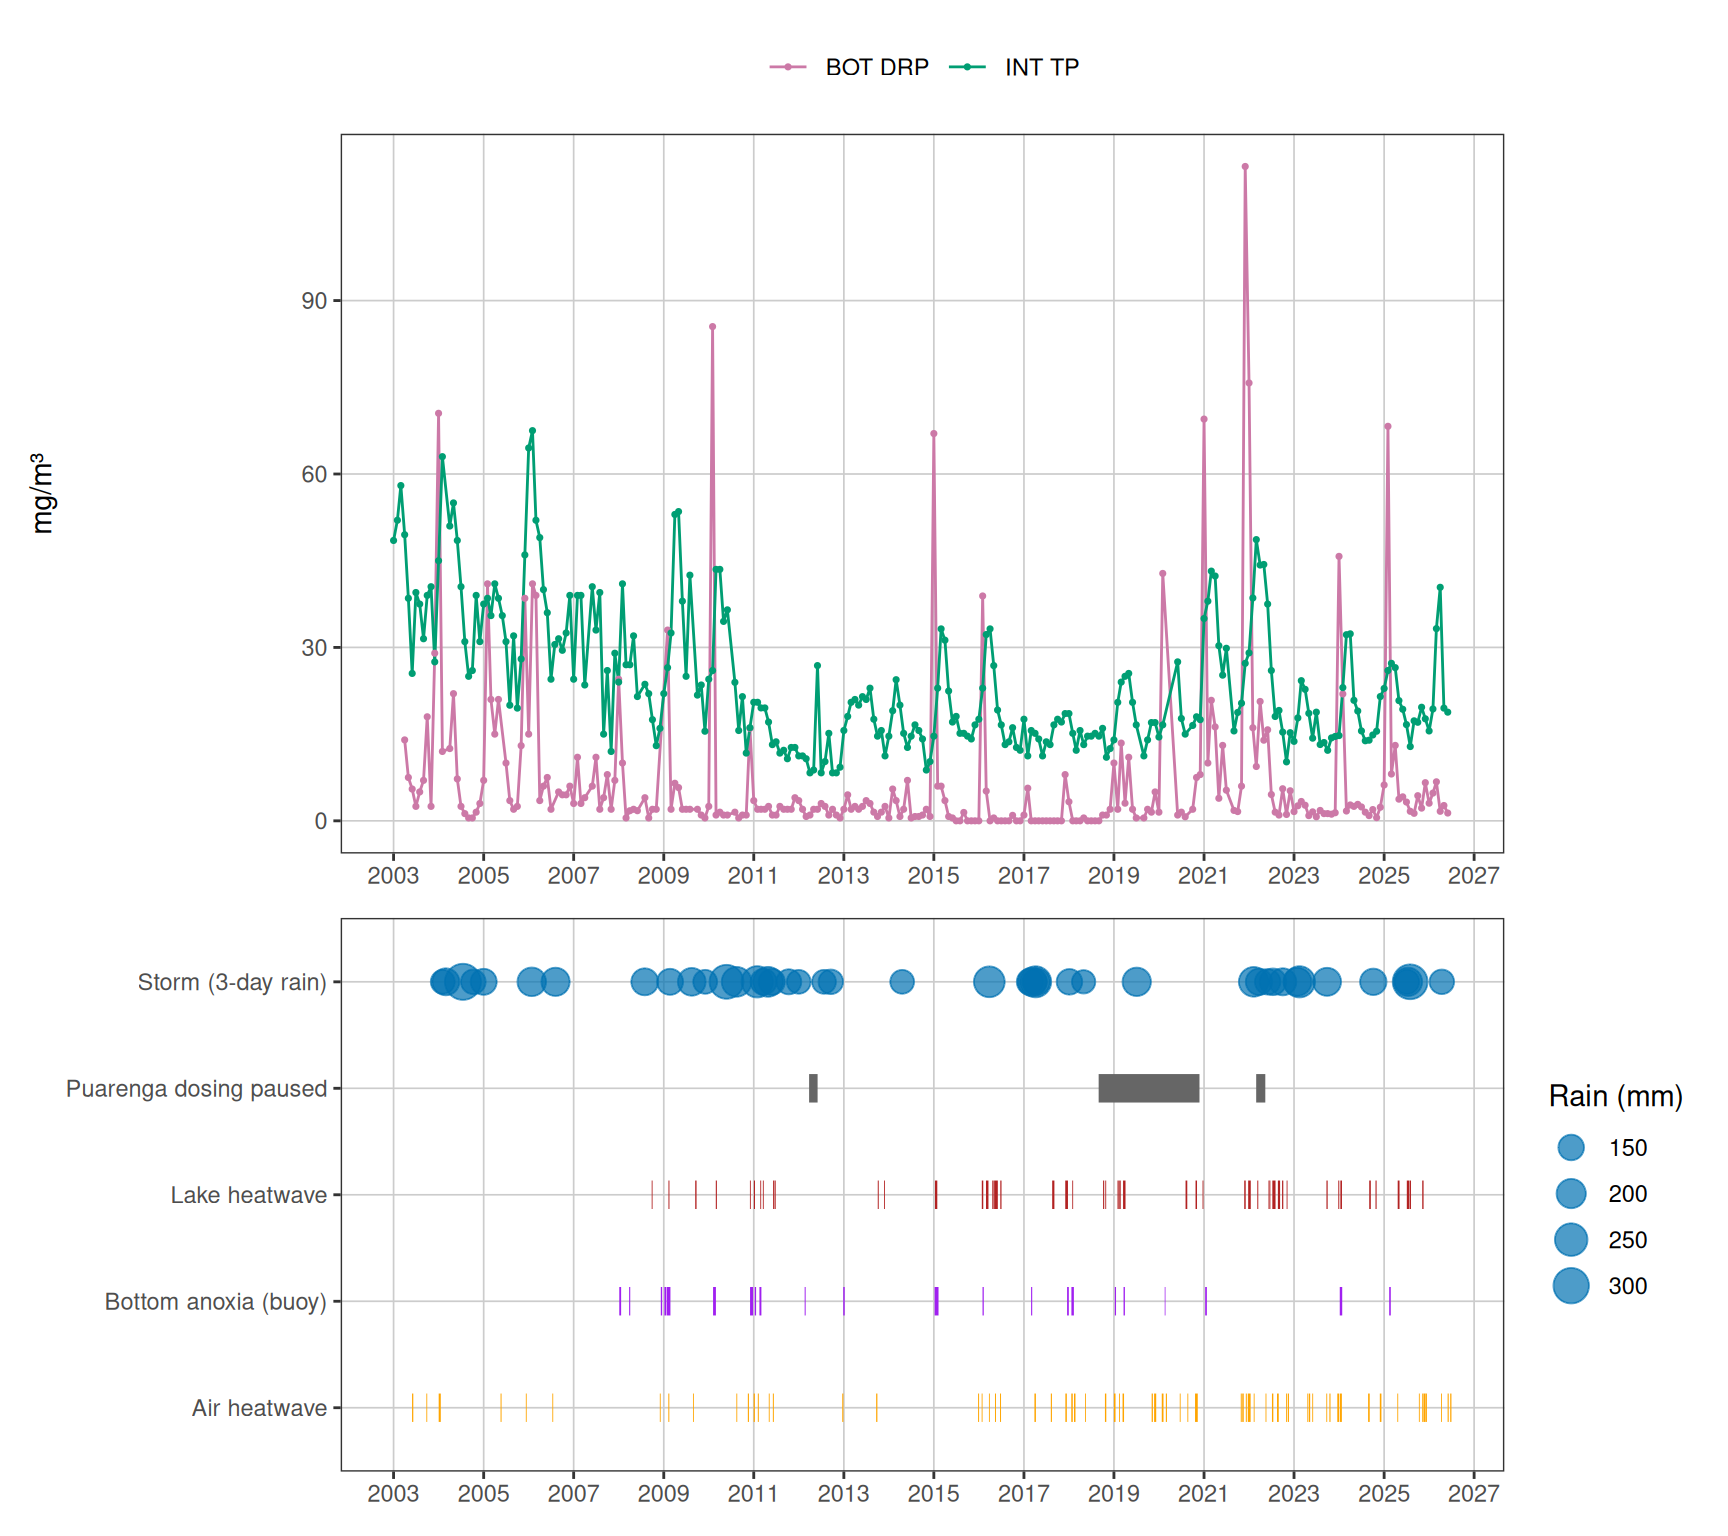 BOT DRP INT TP
mg/m³
90
60
30
0
2003 2005 2007 2009 2011 2013 2015 2017 2019 2021 2023 2025 2027
Storm (3-day rain)
Puarenga dosing paused
Lake heatwave
Bottom anoxia (buoy)
Air heatwave
2003 2005 2007 2009 2011 2013 2015 2017 2019 2021 2023 2025 2027
Rain (mm)
150
200
250
300